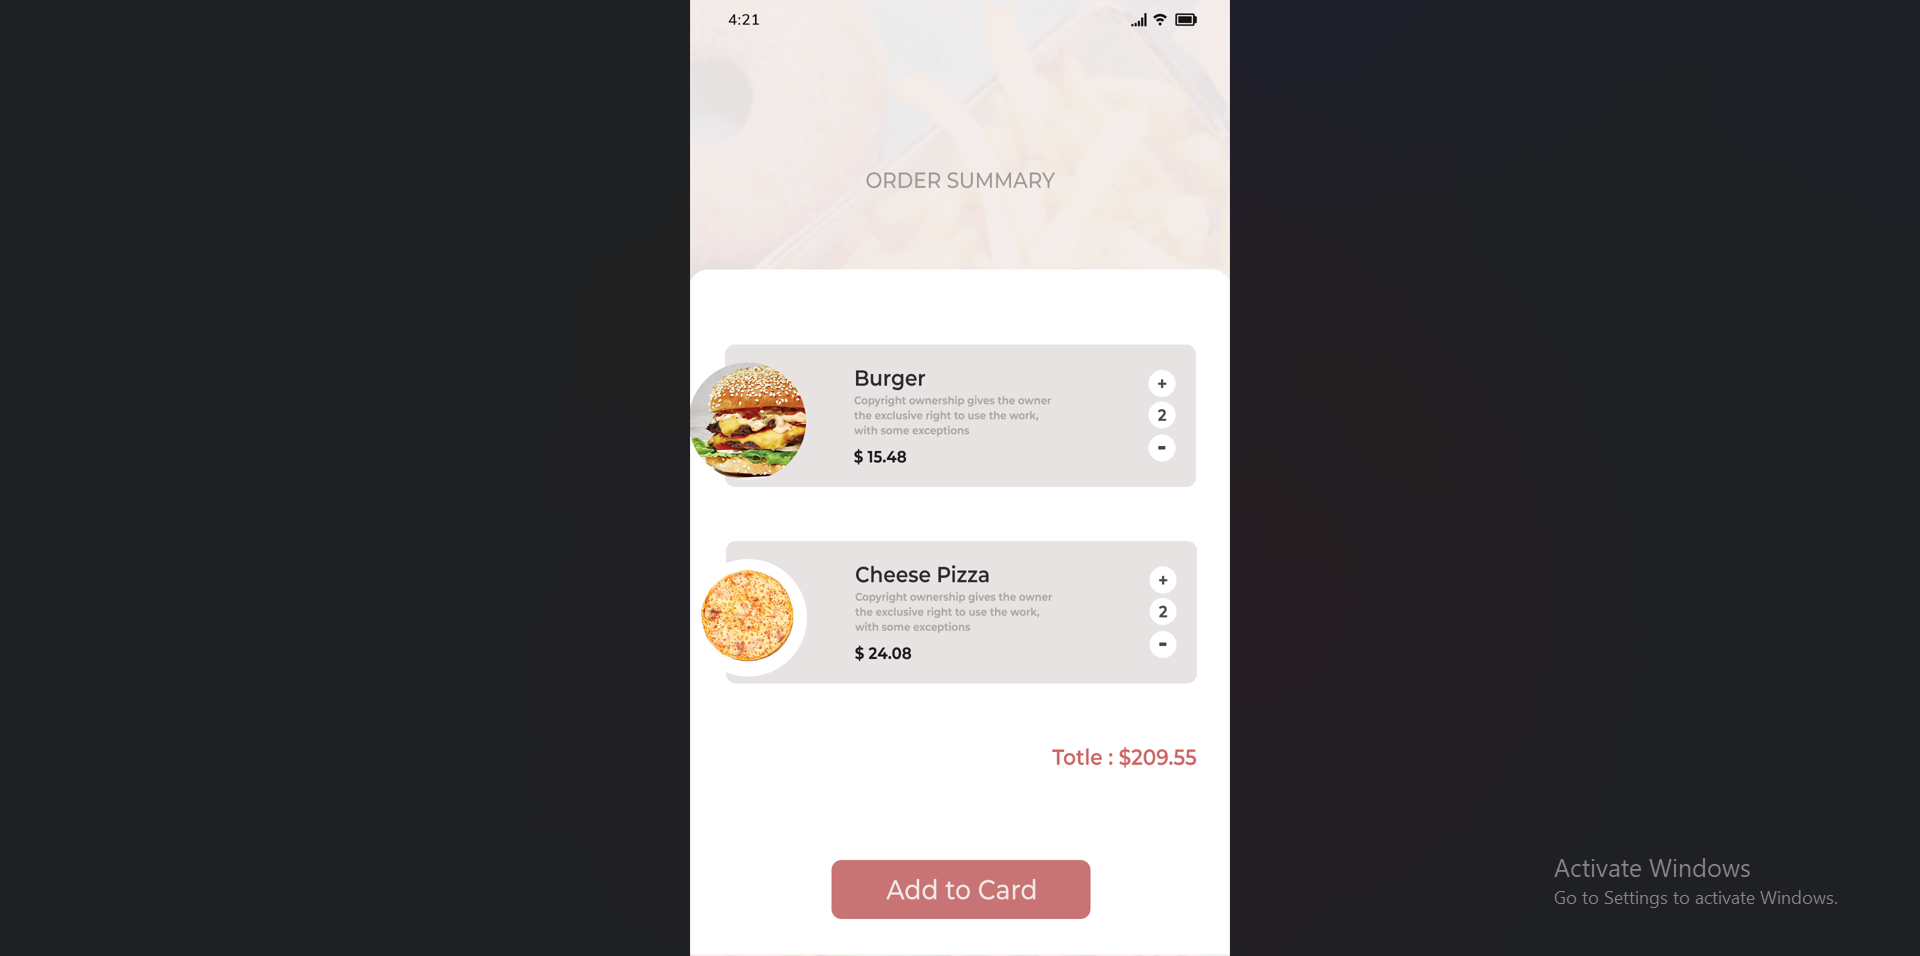 4:21
ORDER SUMMARY
Burger
Copyright ownership gives the owner
the exclusive right to use the work,
with some exceptions
$ 15.48
+
2
-
Cheese Pizza
Copyright ownership gives the owner
the exclusive right to use the work,
with some exceptions
$ 24.08
+
2
-
Totle : $209.55
Add to Card
Activate Windows
Go to Settings to activate Windows.